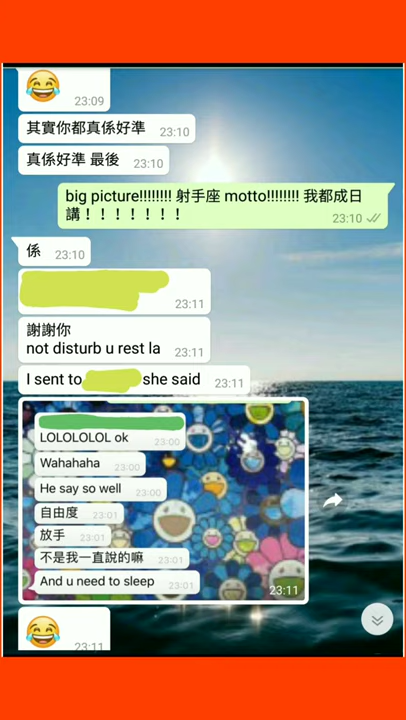 😂
23:09
其實你都真係好準 23:10
真係好準 最後 23:10
big picture!!!!!!!! 射手座 motto!!!!!!!! 我都成日
講！！！！！！！ 23:10
係 23:10
23:11
謝謝你
not disturb u rest la 23:11
I sent to she said 23:11
LOLOLOLOL ok 23:00
Wahahaha 23:00
He say so well 23:00
自由度 23:01
放手 23:01
不是我一直說的嘛 23:01
And u need to sleep 23:01
23:11
😂
23:11